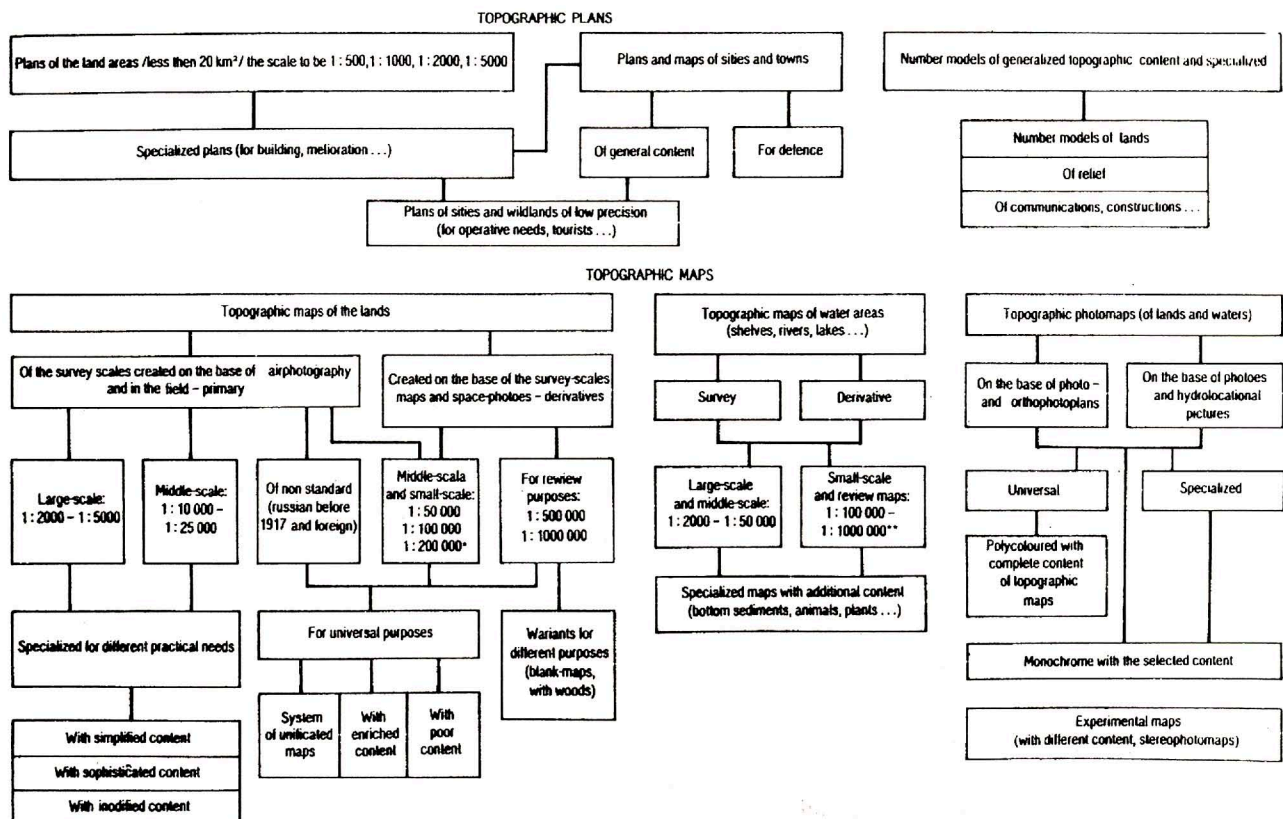 TOPOGRAPHIC PLANS
Plans of the land areas /less then 20 km²/ the scale to be 1 : 500, 1 : 1000, 1 : 2000, 1 : 5000
Plans and maps of sities and towns
Number models of generalized topographic content and specialized
Specialized plans (for building, melioration . . .)
Of general content
For defence
Number models of lands
Of relief
Of communications, constructions . . .
Plans of sities and wildlands of low precision
(for operative needs, tourists . . .)
TOPOGRAPHIC MAPS
Topographic maps of the lands
Of the survey scales created on the base of airphotography
and in the field – primary
Created on the base of the survey-scales
maps and space-photoes – derivatives
Large-scale:
1 : 2000 – 1 : 5000
Middle-scale:
1 : 10 000 –
1 : 25 000
Of non standard
(russian before
1917 and foreign)
Middle-scala
and small-scale:
1 : 50 000
1 : 100 000
1 : 200 000*
For rewiew
purposes:
1 : 500 000
1 : 1000 000
Specialized for different practical needs
For universal purposes
Wariants for
different purposes
(blank-maps,
with woods)
With simplified content
With sophisticated content
With inodified content
System
of unificated
maps
With
enriched
content
With
poor
content
Topographic maps of water areas
(shelves, rivers, lakes . . .)
Survey
Derivative
Large-scale
and middle-scale:
1 : 2000 – 1 : 50 000
Small-scale
and review maps:
1 : 100 000 –
1 : 1000 000**
Specialized maps with additional content
(bottom sediments, animals, plants . . .)
Topographic photomaps (of lands and waters)
On the base of photo –
and orthophotoplans
On the base of photoes
and hydrolocational
pictures
Universal
Specialized
Polycoloured with
complete content
of topographic
maps
Monochrome with the selected content
Experimental maps
(with different content, stereophotomaps)